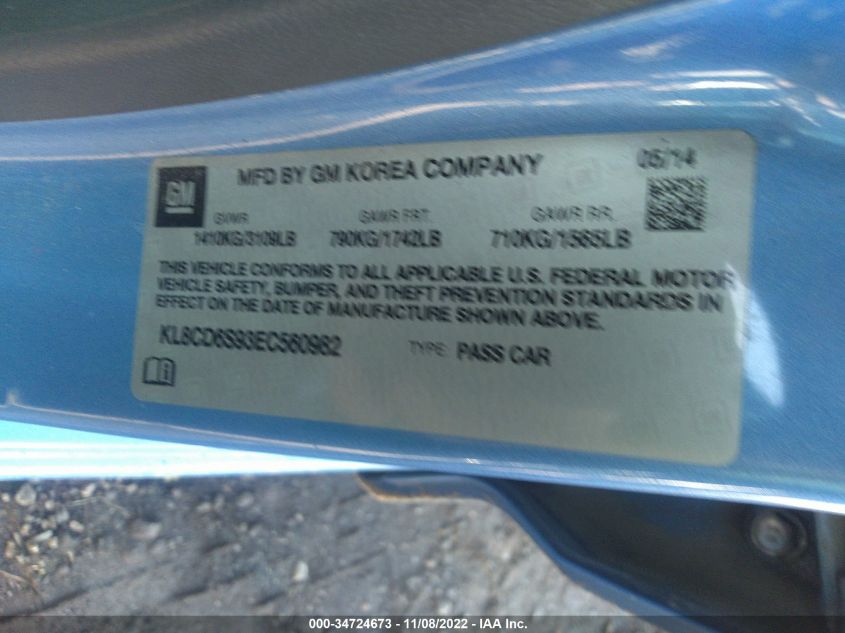 GM
MFD BY GM KOREA COMPANY 05/14
GVWR GAWR FRT. GAWR RR.
1410KG/3109LB 790KG/1742LB 710KG/1565LB
THIS VEHICLE CONFORMS TO ALL APPLICABLE U.S. FEDERAL MOTOR
VEHICLE SAFETY, BUMPER, AND THEFT PREVENTION STANDARDS IN
EFFECT ON THE DATE OF MANUFACTURE SHOWN ABOVE.
KL8CD6S93EC560982 TYPE: PASS CAR
000-34724673 - 11/08/2022 - IAA Inc.